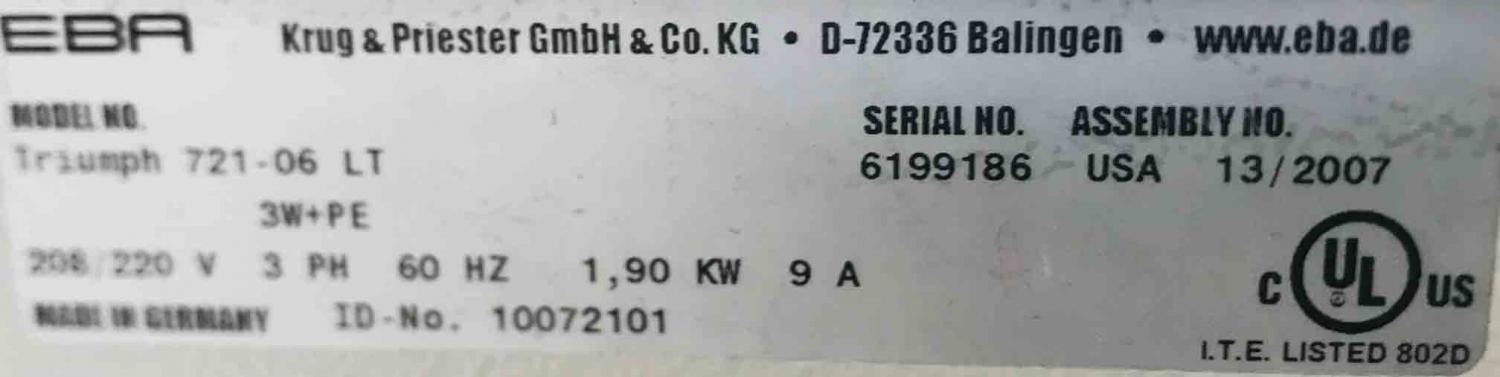 EBA Krug & Priester GmbH & Co. KG • D-72336 Balingen • www.eba.de
MODEL NO. SERIAL NO. ASSEMBLY NO.
Triumph 721-06 LT 6199186 USA 13/2007
3W+PE
208/220 V 3 PH 60 HZ 1,90 KW 9 A
MADE IN GERMANY ID-No. 10072101
C UL US
I.T.E. LISTED 802D